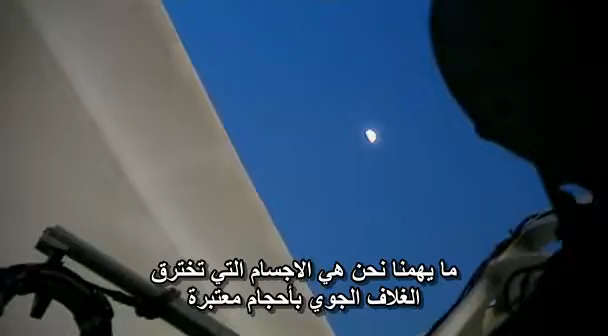 ما يهمنا نحن هي الاجسام التي تخترق
الغلاف الجوي بأحجام معتبرة